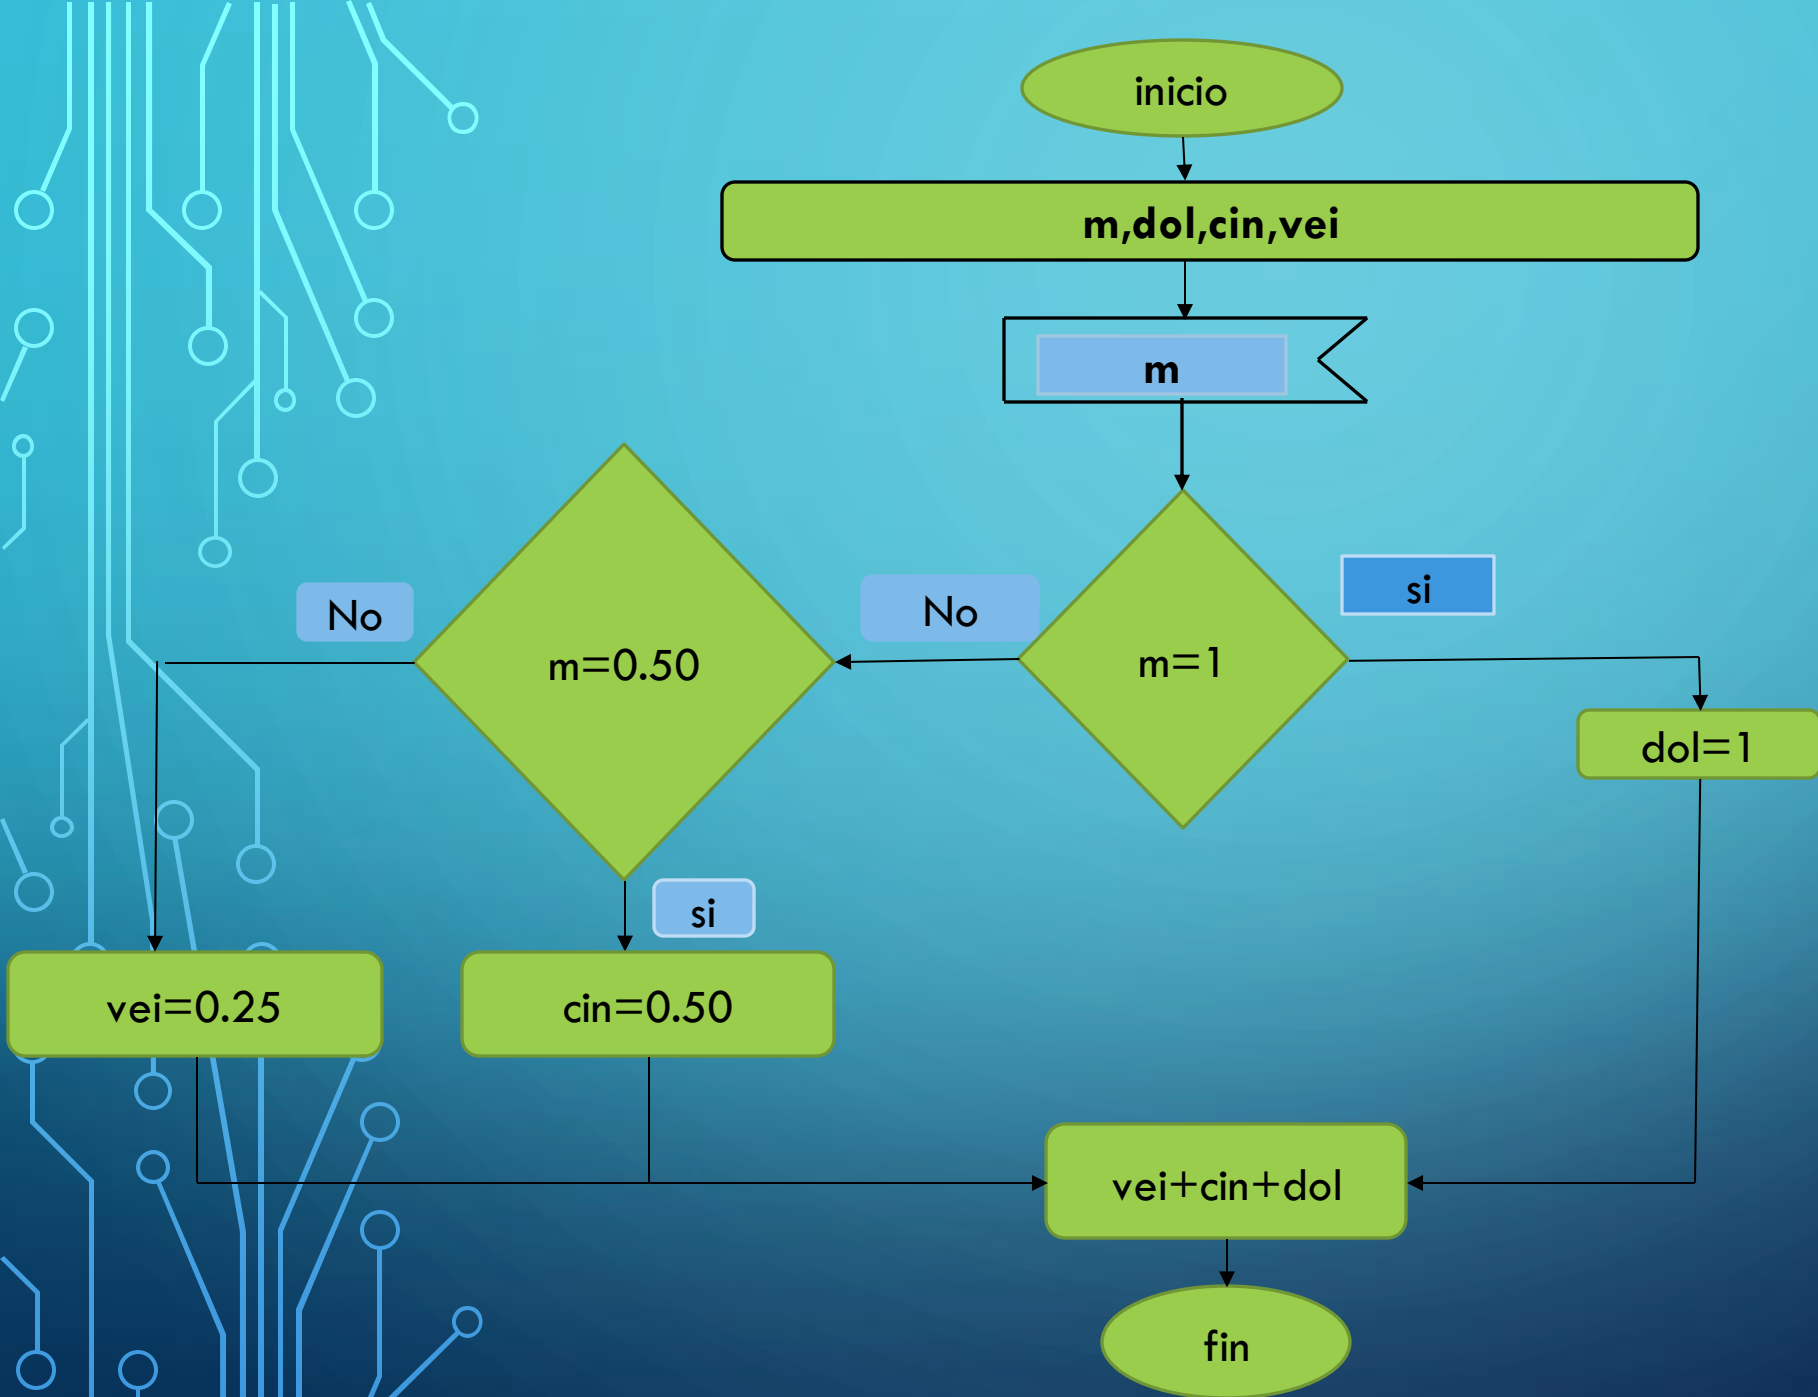 inicio
m,dol,cin,vei
m
No
No
si
m=0.50
m=1
dol=1
si
vei=0.25
cin=0.50
vei+cin+dol
fin